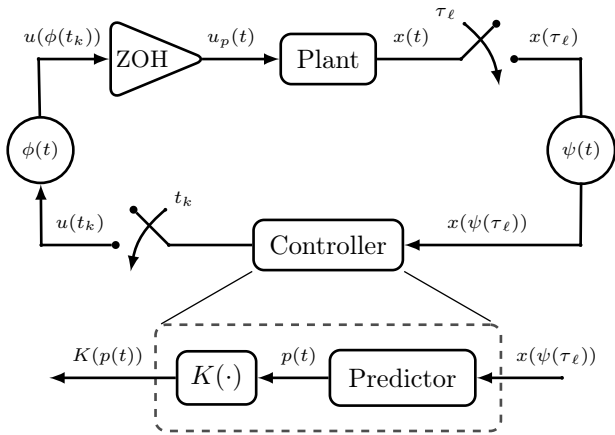 u(ϕ(t_k)) ZOH u_p(t) Plant x(t) τ_ℓ x(τ_ℓ)
ϕ(t) ψ(t)
u(t_k) t_k Controller x(ψ(τ_ℓ))
K(p(t)) K(·) p(t) Predictor x(ψ(τ_ℓ))